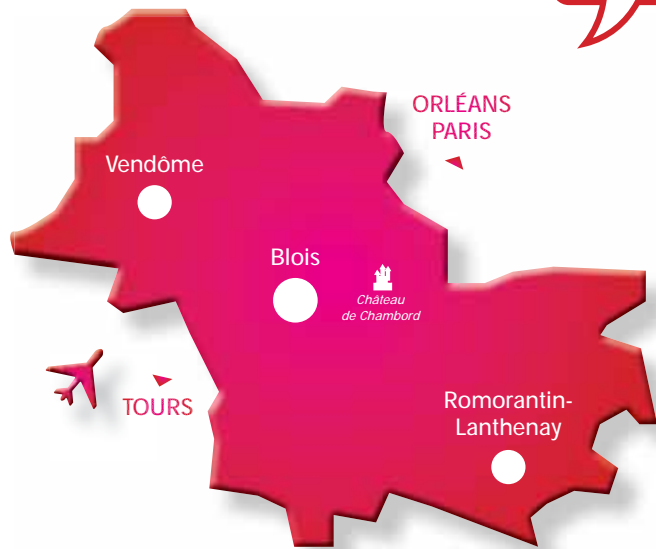 ORLÉANS
PARIS
Vendôme
Blois
Château
de Chambord
TOURS
Romorantin-
Lanthenay